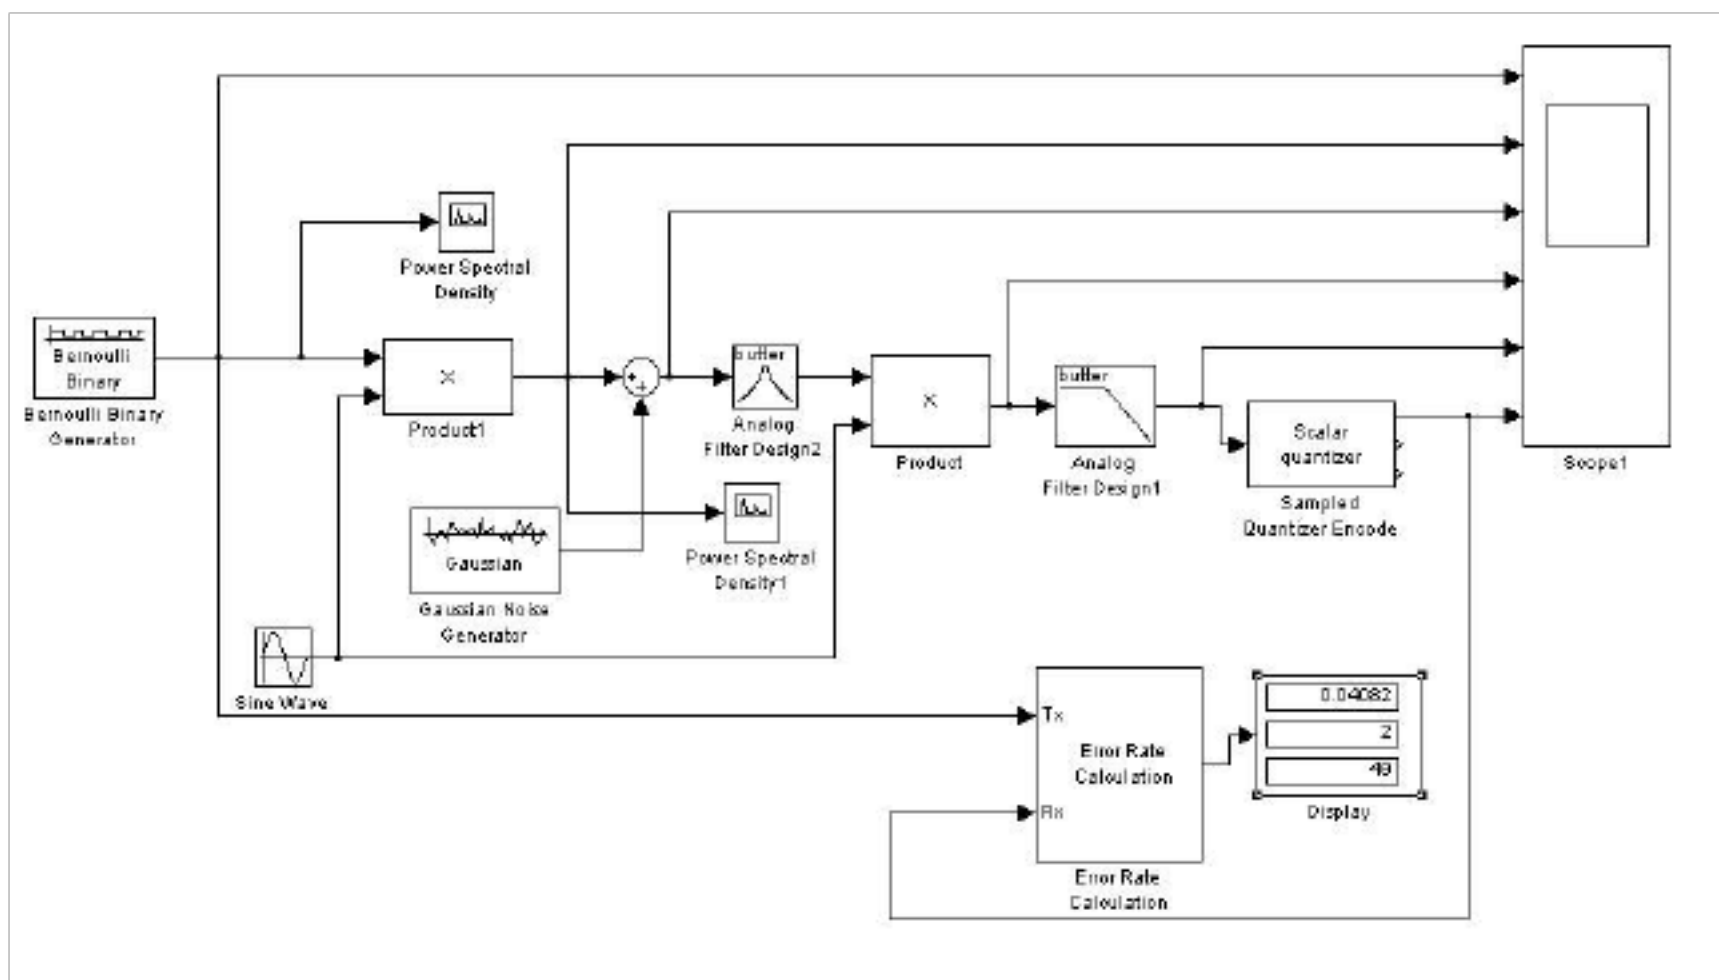 Power Spectral
Density
Bernoulli
Binary
Bernoulli Binary
Generator
×
Product1
butter
Analog
Filter Design2
×
Product
butter
Analog
Filter Design1
Scalar
quantizer
Sampled
Quantizer Encode
Scope1
Gaussian
Gaussian Noise
Generator
Power Spectral
Density1
Sine Wave
Tx
Rx
Error Rate
Calculation
Error Rate
Calculation
0.04082
2
49
Display